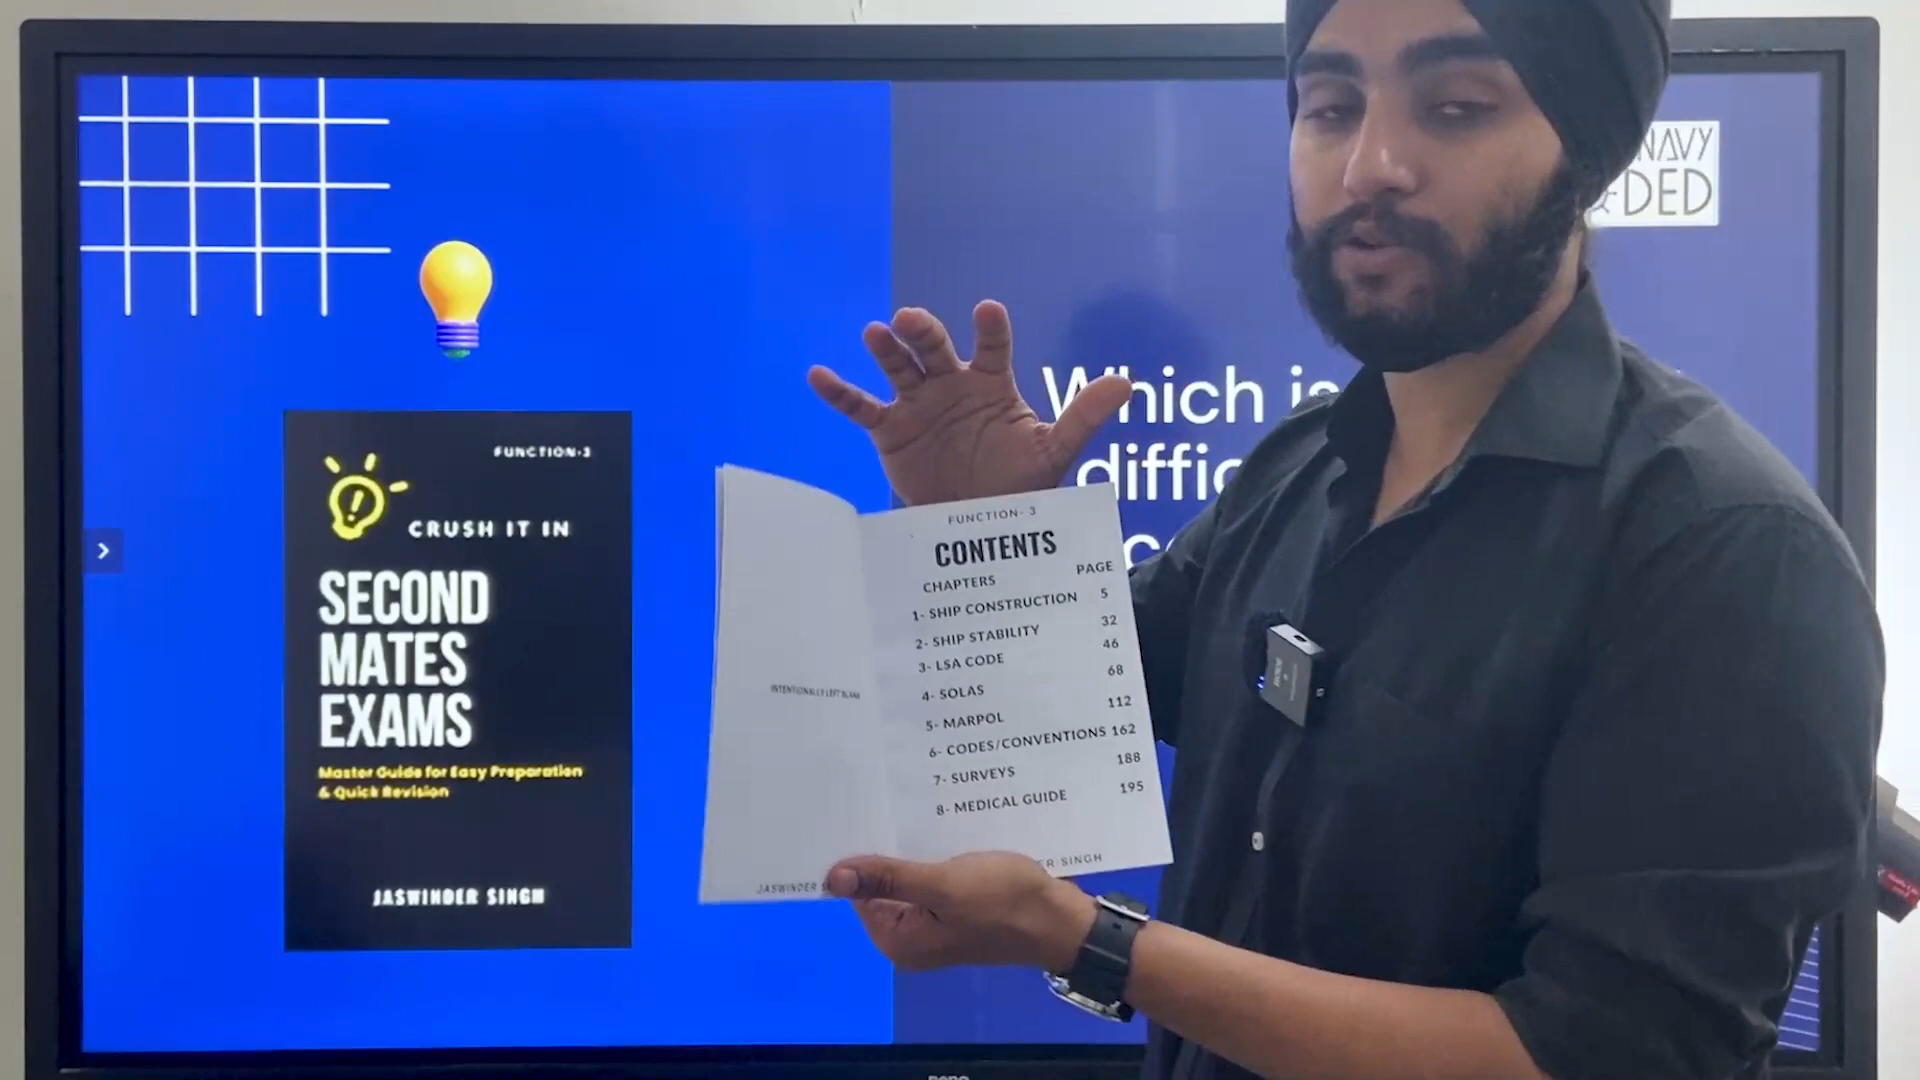 FUNCTION-3
CRUSH IT IN
SECOND
MATES
EXAMS
Master Guide for Easy Preparation
& Quick Revision
JASWINDER SINGH
INTENTIONALLY LEFT BLANK
JASWINDER
FUNCTION- 3
CONTENTS
CHAPTERS PAGE
1- SHIP CONSTRUCTION 5
2- SHIP STABILITY 32
3- LSA CODE 46
4- SOLAS 68
5- MARPOL 112
6- CODES/CONVENTIONS 162
7- SURVEYS 188
8- MEDICAL GUIDE 195
SINGH
Which is
NAVY
DED